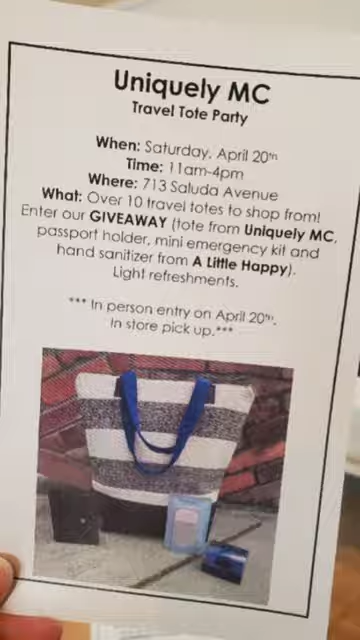 Uniquely MC
Travel Tote Party
When: Saturday, April 20th
Time: 11am-4pm
Where: 713 Saluda Avenue
What: Over 10 travel totes to shop from!
Enter our GIVEAWAY (tote from Uniquely MC,
passport holder, mini emergency kit and
hand sanitizer from A Little Happy).
Light refreshments.
*** In person entry on April 20th.
In store pick up.***